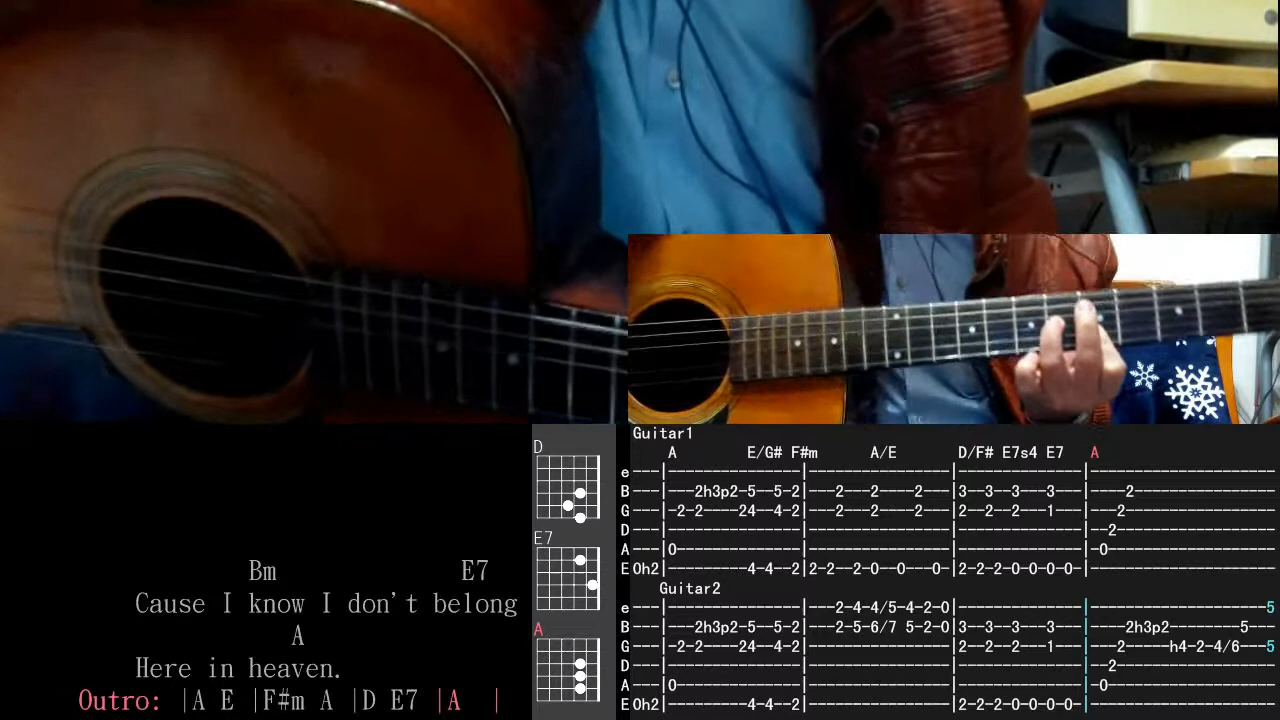 Bm E7
Cause I know I don't belong
A
Here in heaven.
Outro: |A E |F#m A |D E7 |A |
D
E7
A
Guitar1
A E/G# F#m A/E D/F# E7s4 E7 A
e---|---------------|----------------|--------------|---------------------
B---|---2h3p2-5--5-2|---2---2----2---|3--3--3---3---|----2----------------
G---|-2-2----24--4-2|---2---2----2---|2--2--2---1---|---2-----------------
D---|---------------|----------------|--------------|--2------------------
A---|0--------------|----------------|--------------|-0-------------------
E0h2|---------4-4--2|2-2--2-0--0---0-|2-2-2-0-0-0-0-|---------------------
Guitar2
e---|---------------|---2-4-4/5-4-2-0|--------------|--------------------5
B---|---2h3p2-5--5-2|---2-5-6/7 5-2-0|3--3--3---3---|----2h3p2--------5---
G---|-2-2----24--4-2|----------------|2--2--2---1---|---2-----h4-2-4/6---5
D---|---------------|----------------|--------------|--2------------------
A---|0--------------|----------------|--------------|-0-------------------
E0h2|---------4-4--2|----------------|2-2-2-0-0-0-0-|---------------------